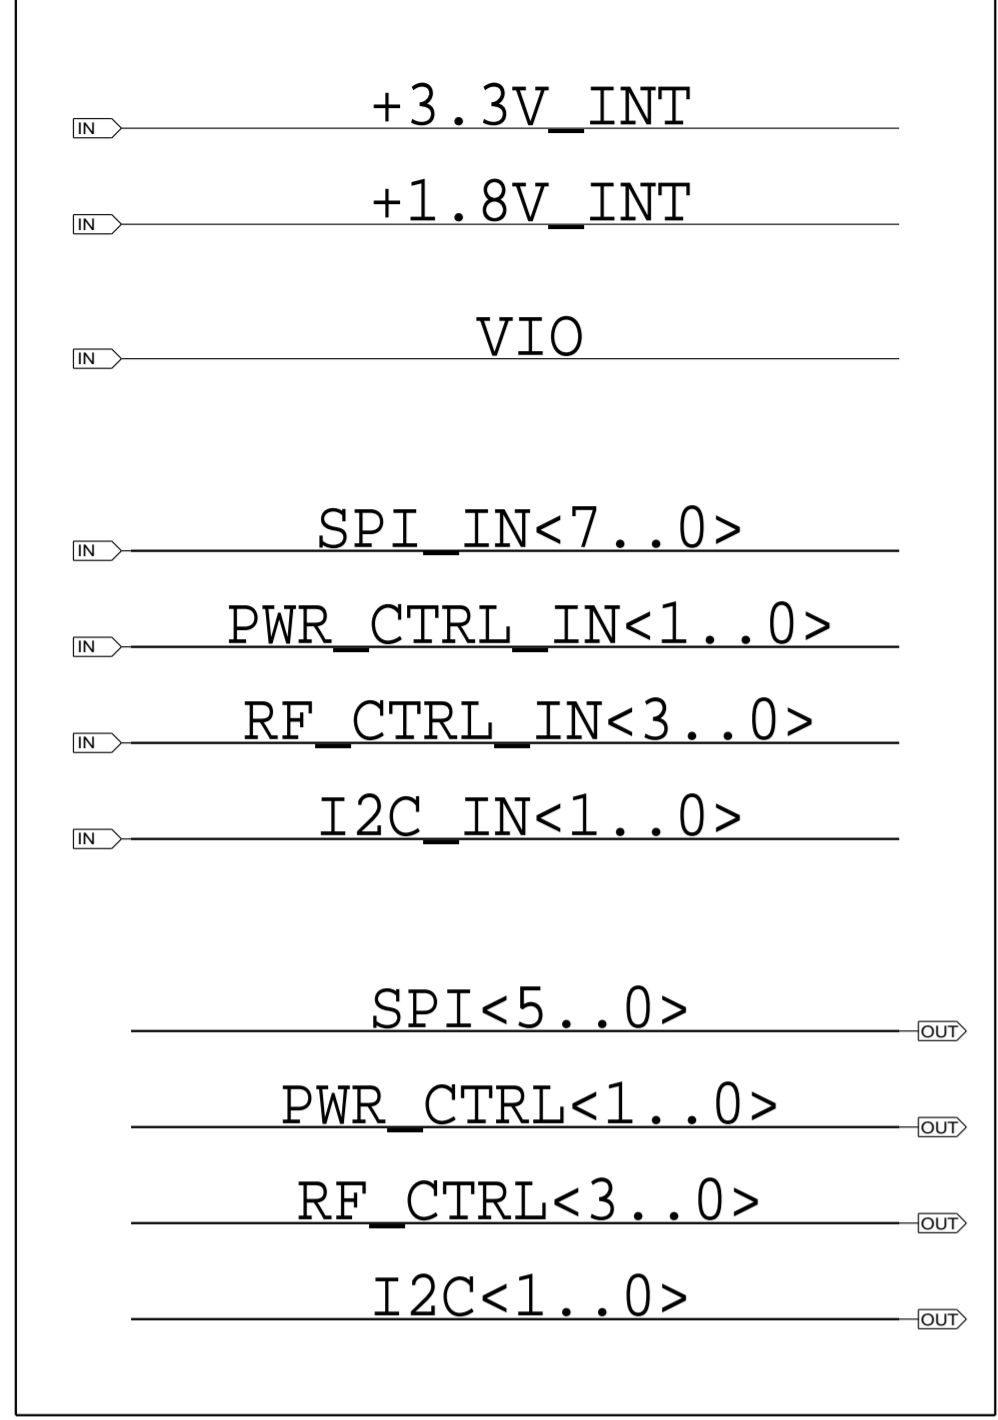 +3.3V_INT
IN
+1.8V_INT
IN
VIO
IN
SPI_IN<7..0>
IN
PWR_CTRL_IN<1..0>
IN
RF_CTRL_IN<3..0>
IN
I2C_IN<1..0>
IN
SPI<5..0>
OUT
PWR_CTRL<1..0>
OUT
RF_CTRL<3..0>
OUT
I2C<1..0>
OUT